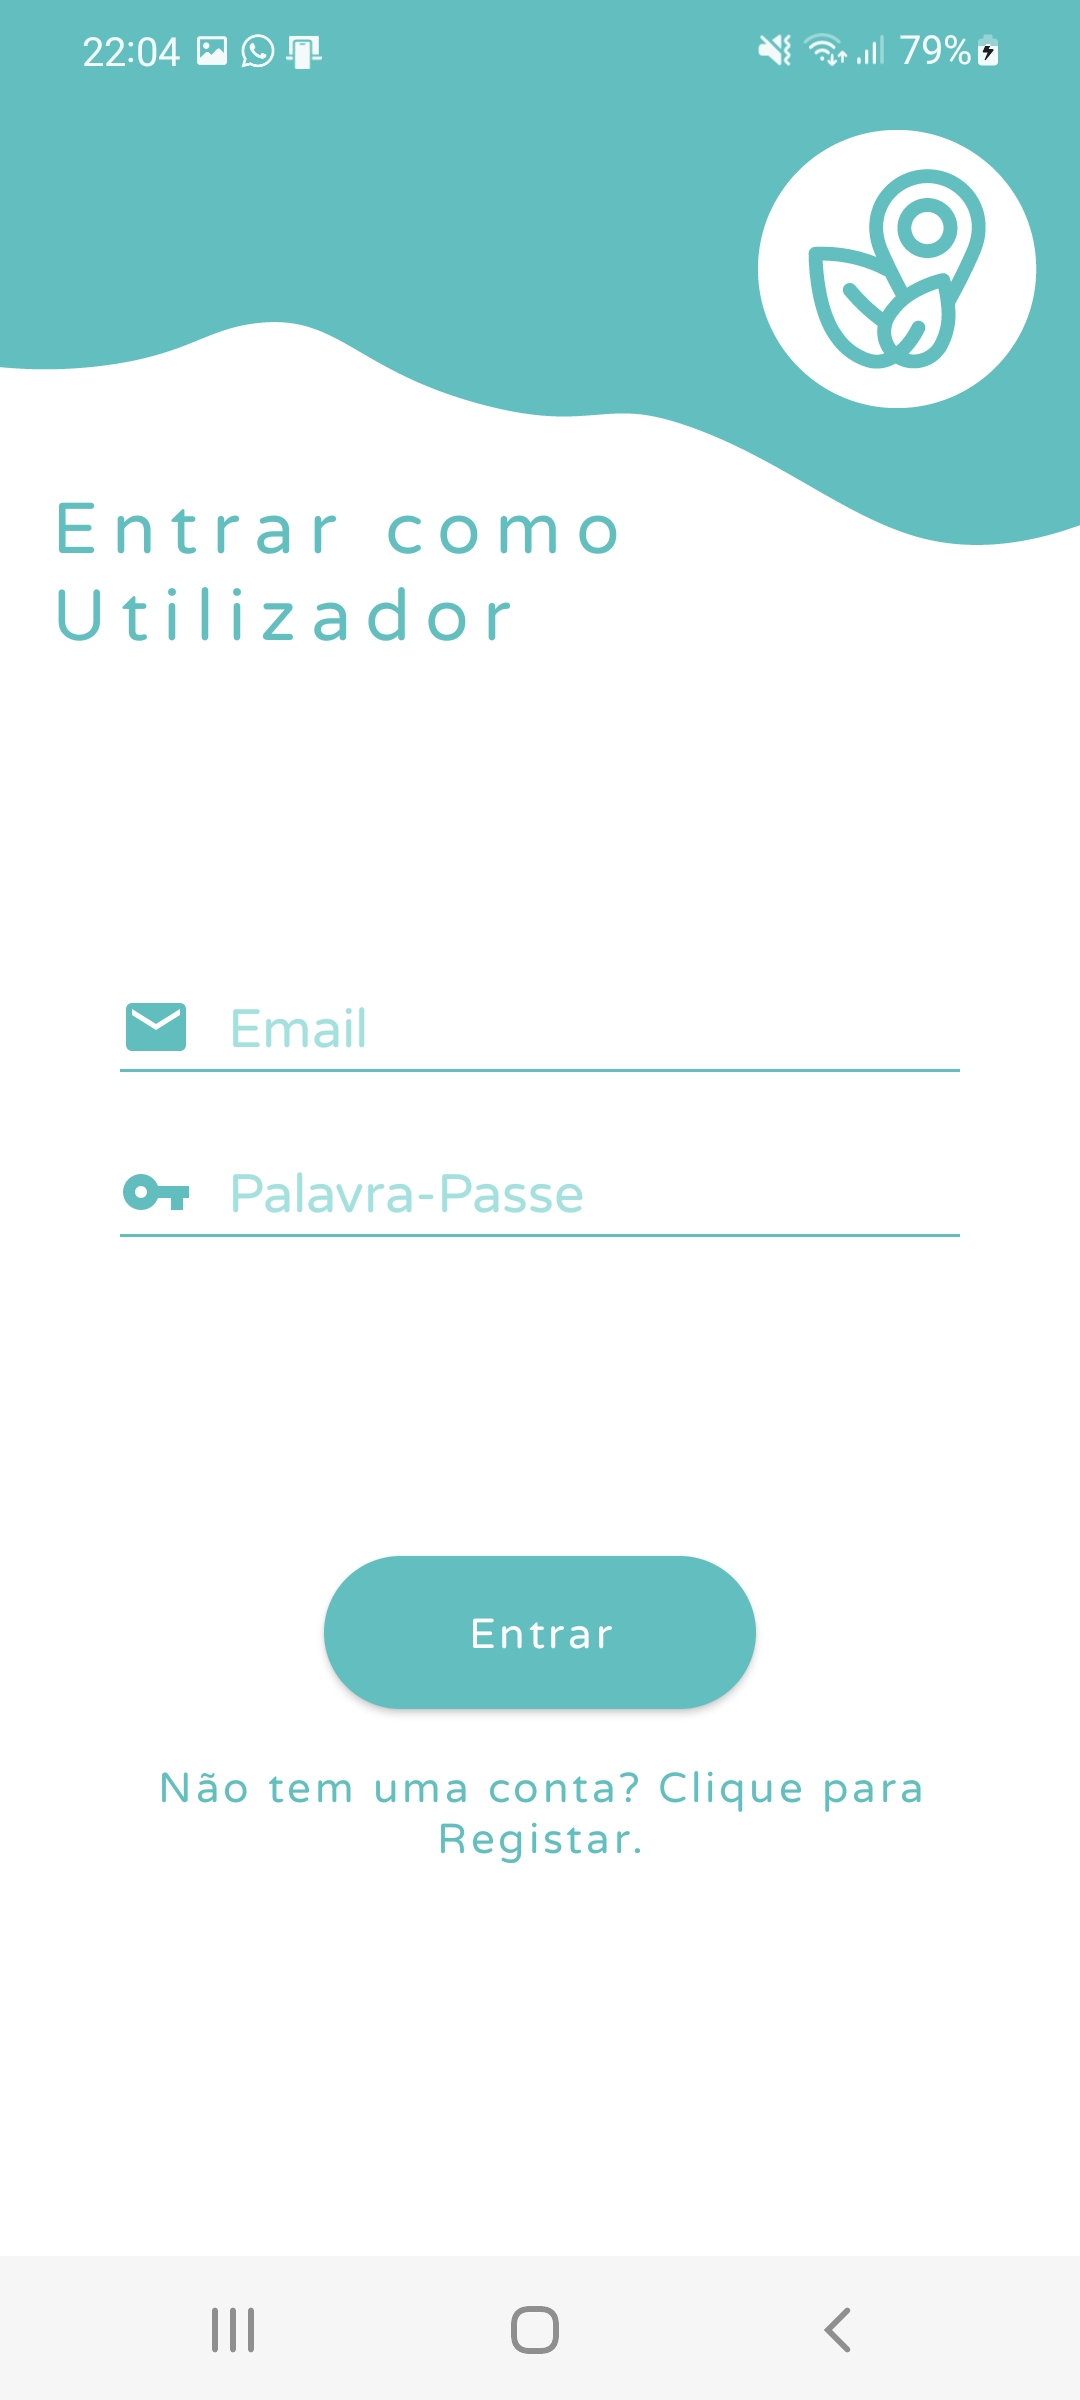 22:04 79%
Entrar como
Utilizador
Email
Palavra-Passe
Entrar
Não tem uma conta? Clique para
Registar.